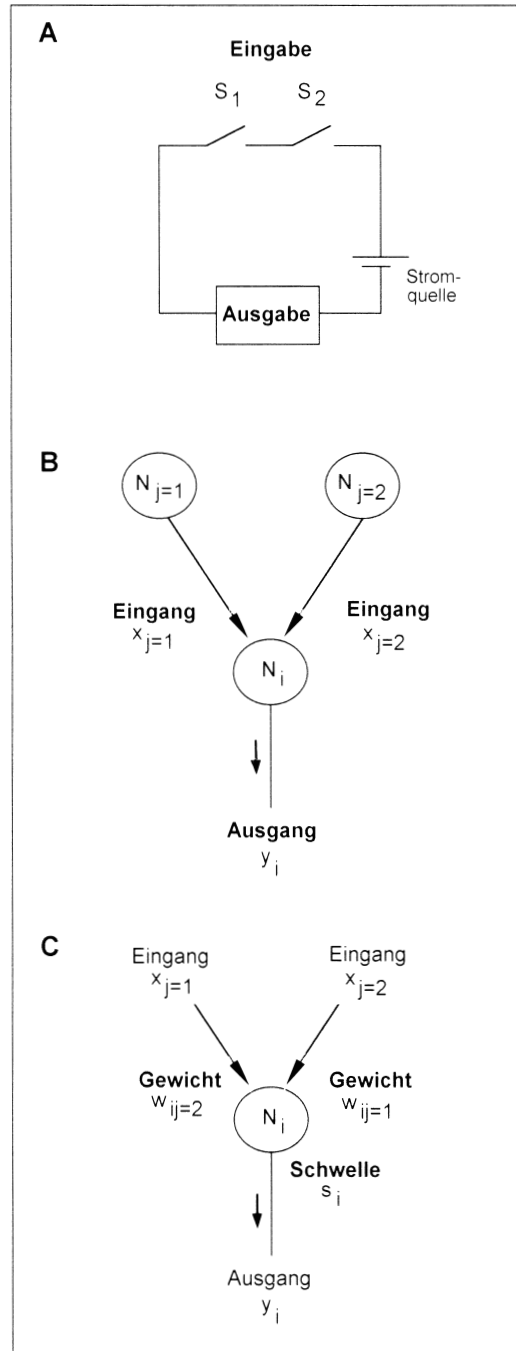 A
Eingabe
S1 S2
Strom-
quelle
Ausgabe
B
Nj=1 Nj=2
Eingang Eingang
xj=1 xj=2
Ni
Ausgang
yi
C
Eingang Eingang
xj=1 xj=2
Gewicht Gewicht
wij=2 wij=1
Ni
Schwelle
si
Ausgang
yi